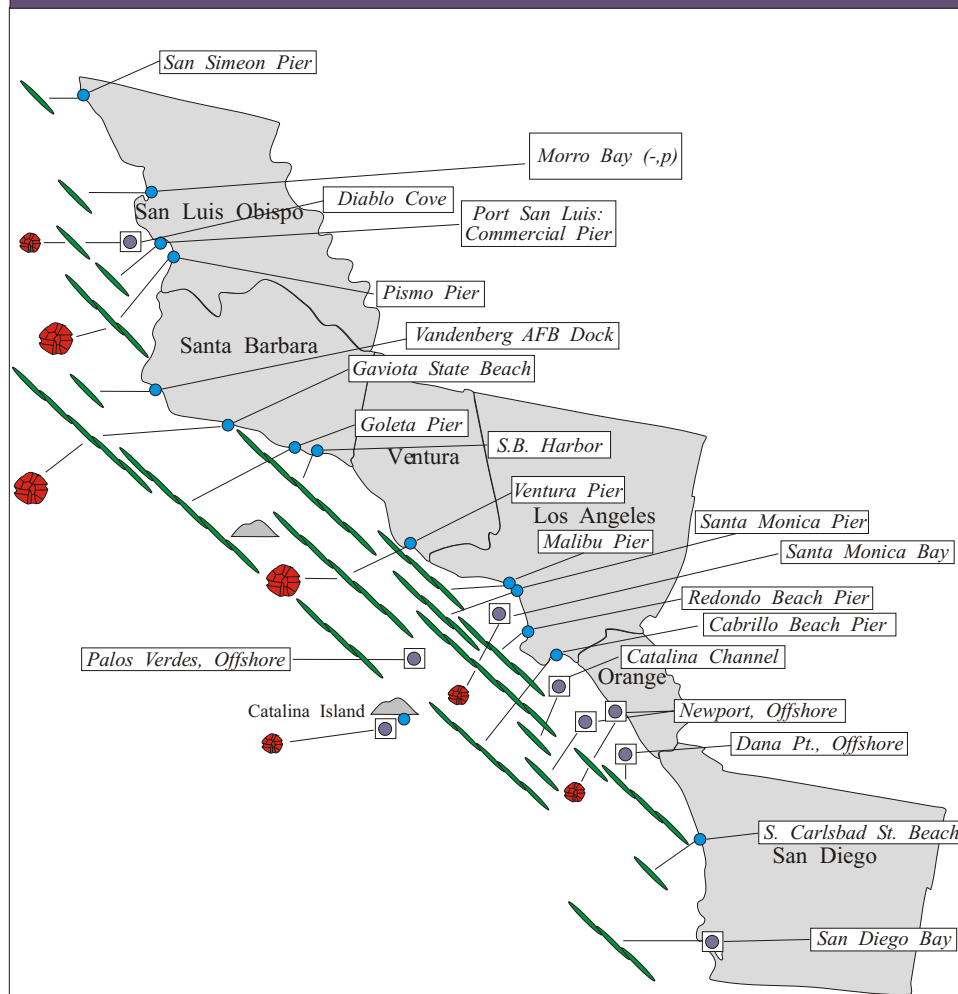 San Simeon Pier
Morro Bay (-,p)
Diablo Cove
San Luis Obispo
Port San Luis:
Commercial Pier
Pismo Pier
Vandenberg AFB Dock
Santa Barbara
Gaviota State Beach
Goleta Pier
S.B. Harbor
Ventura
Ventura Pier
Los Angeles
Santa Monica Pier
Malibu Pier
Santa Monica Bay
Redondo Beach Pier
Cabrillo Beach Pier
Palos Verdes, Offshore
Catalina Channel
Orange
Catalina Island
Newport, Offshore
Dana Pt., Offshore
S. Carlsbad St. Beach
San Diego
San Diego Bay